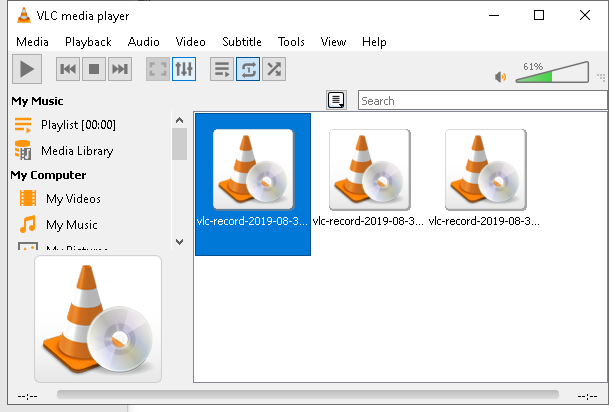 VLC media player
Media Playback Audio Video Subtitle Tools View Help
61%
My Music
Search
Playlist [00:00]
Media Library
My Computer
My Videos
My Music
My Pictures
vlc-record-2019-08-3... vlc-record-2019-08-3... vlc-record-2019-08-3...
--:-- --:--